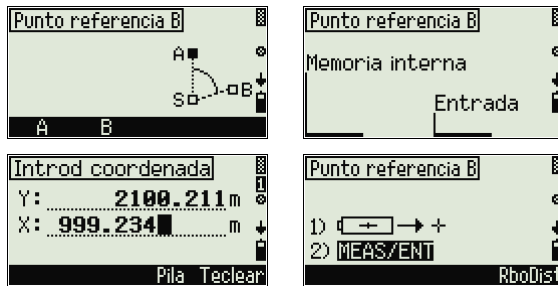 Punto referencia B
A
S
B
A B
Punto referencia B
Memoria interna
Entrada
Introd coordenada
1
Y: 2100.211 m
X: 999.234 m
Pila Teclear
Punto referencia B
1)
2) MEAS/ENT
RboDist